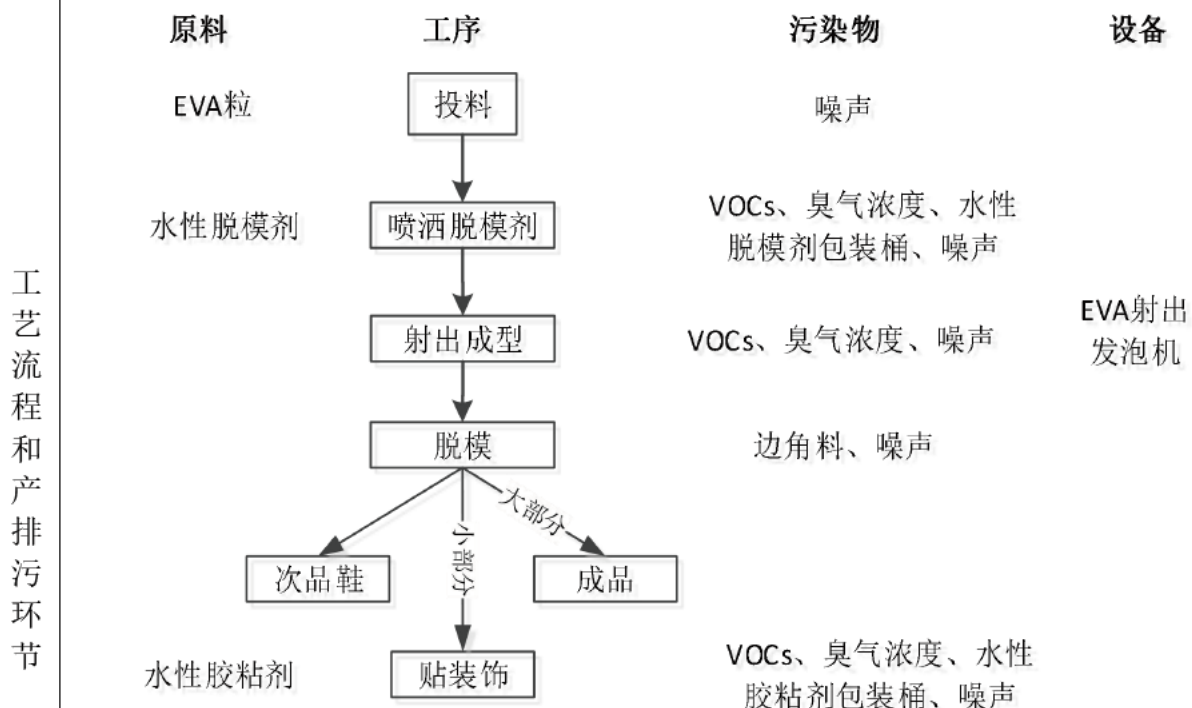 原料 工序 污染物 设备
EVA粒 投料 噪声
水性脱模剂 喷洒脱模剂 VOCs、臭气浓度、水性
脱模剂包装桶、噪声
射出成型 VOCs、臭气浓度、噪声 EVA射出
发泡机
脱模 边角料、噪声
大部分
小部分
次品鞋 成品
水性胶粘剂 贴装饰 VOCs、臭气浓度、水性
胶粘剂包装桶、噪声
工艺流程和产排污环节